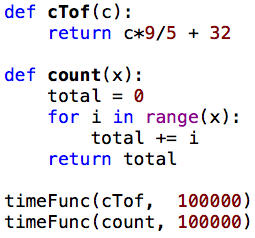 def cTof(c):
    return c*9/5 + 32
def count(x):
    total = 0
    for i in range(x):
        total += i
    return total
timeFunc(cTof,  100000)
timeFunc(count, 100000)